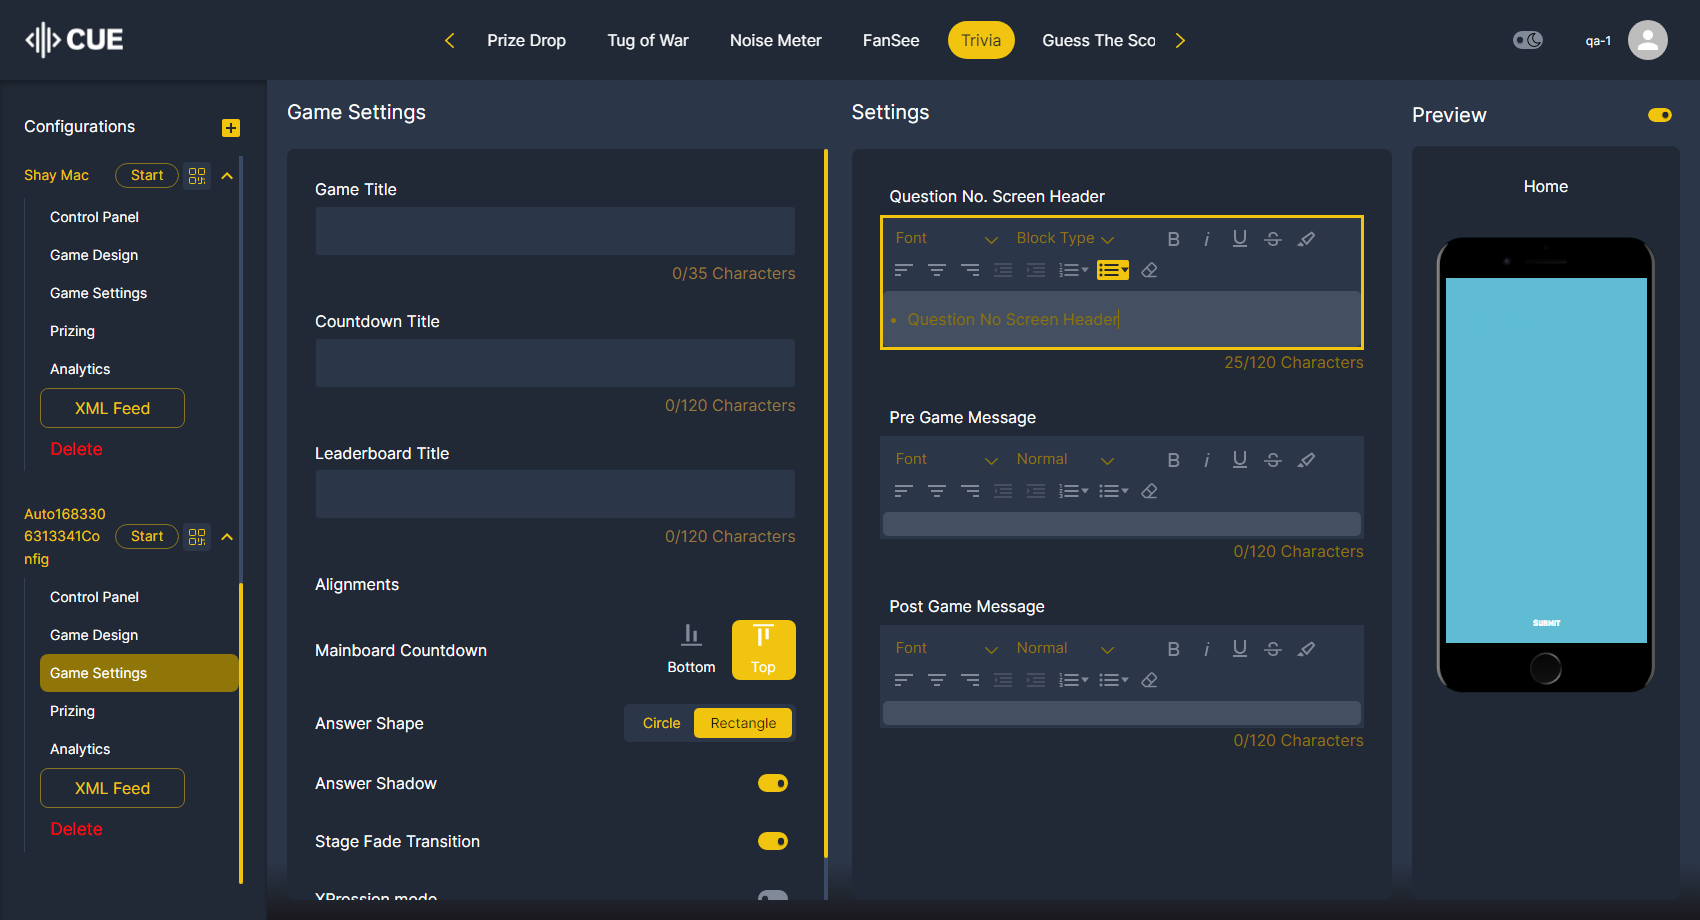 CUE
Prize Drop
Tug of War
Noise Meter
FanSee
Trivia
Guess The Sco
qa-1
Configurations
Shay Mac
Start
Control Panel
Game Design
Game Settings
Prizing
Analytics
XML Feed
Delete
Auto168330
6313341Co
nfig
Start
Control Panel
Game Design
Game Settings
Prizing
Analytics
XML Feed
Delete
Game Settings
Game Title
0/35 Characters
Countdown Title
0/120 Characters
Leaderboard Title
0/120 Characters
Alignments
Mainboard Countdown
Bottom
Top
Answer Shape
Circle
Rectangle
Answer Shadow
Stage Fade Transition
XPression mode
Settings
Question No. Screen Header
Font
Block Type
B i U S
• Question No Screen Header
25/120 Characters
Pre Game Message
Font
Normal
B i U S
0/120 Characters
Post Game Message
Font
Normal
B i U S
0/120 Characters
Preview
Home
SUBMIT